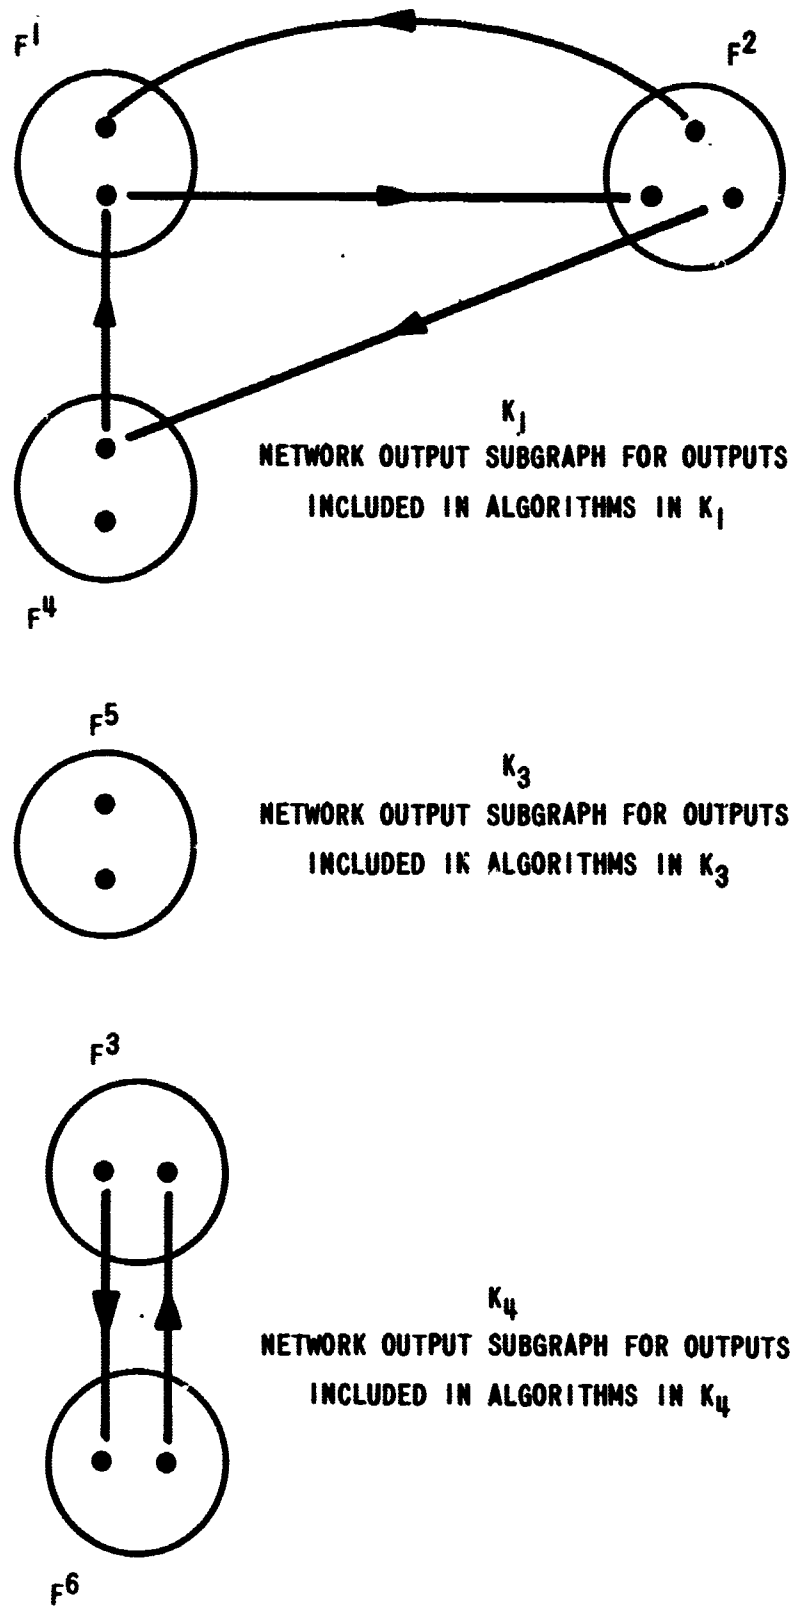 F¹
F²
K₁
NETWORK OUTPUT SUBGRAPH FOR OUTPUTS
INCLUDED IN ALGORITHMS IN K₁
F⁴
F⁵
K₃
NETWORK OUTPUT SUBGRAPH FOR OUTPUTS
INCLUDED IN ALGORITHMS IN K₃
F³
K₄
NETWORK OUTPUT SUBGRAPH FOR OUTPUTS
INCLUDED IN ALGORITHMS IN K₄
F⁶